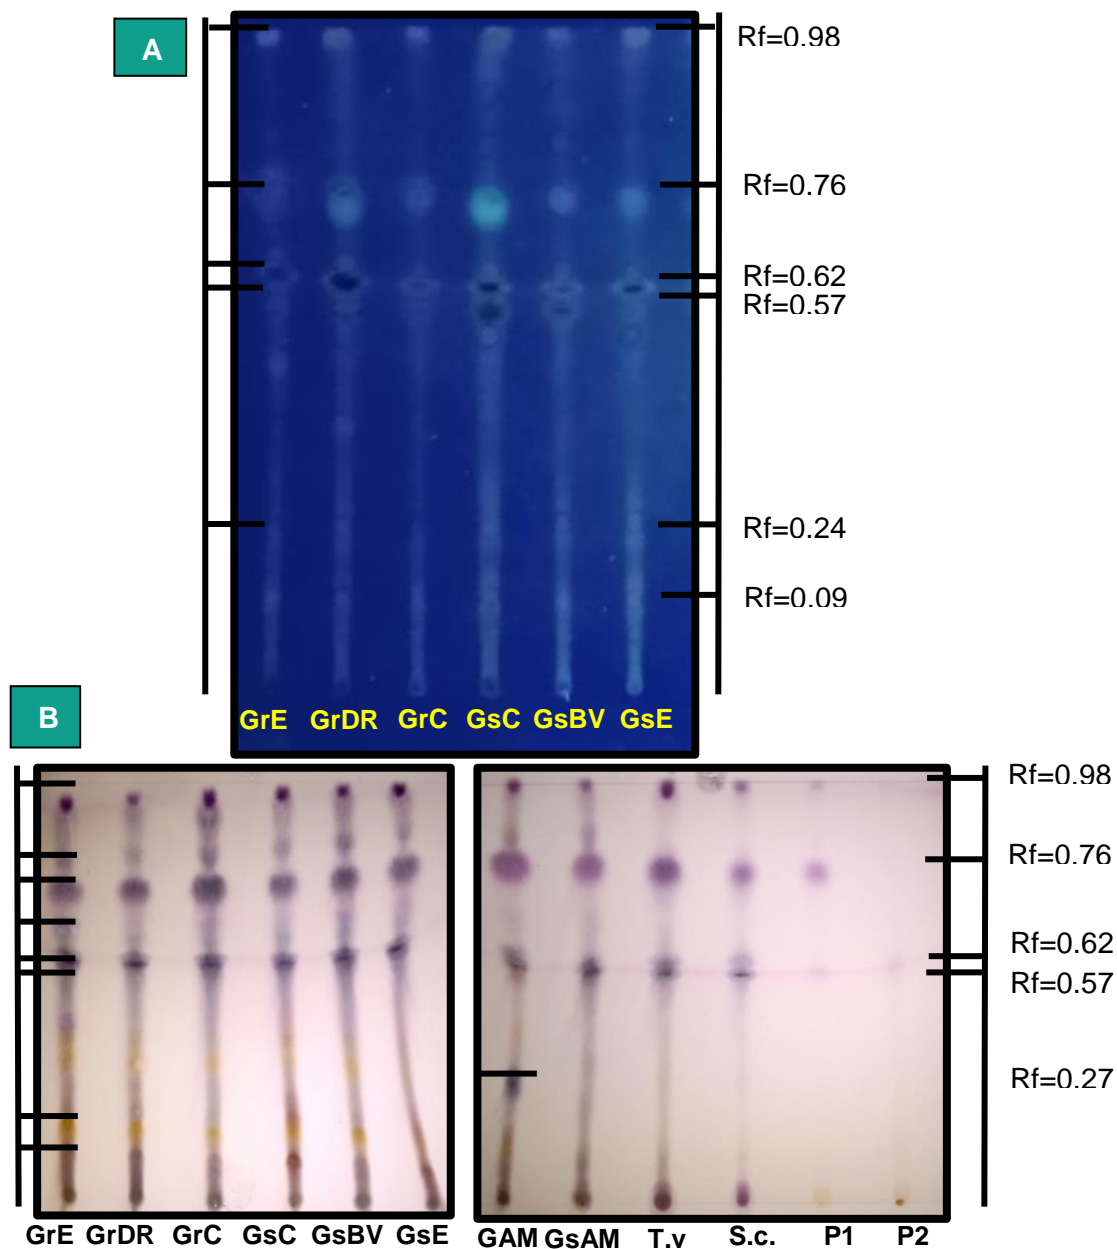 A
Rf=0.98
Rf=0.76
Rf=0.62
Rf=0.57
Rf=0.24
Rf=0.09
GrE GrDR GrC GsC GsBV GsE
B
Rf=0.98
Rf=0.76
Rf=0.62
Rf=0.57
Rf=0.27
GrE GrDR GrC GsC GsBV GsE GAM GsAM T.v S.c. P1 P2